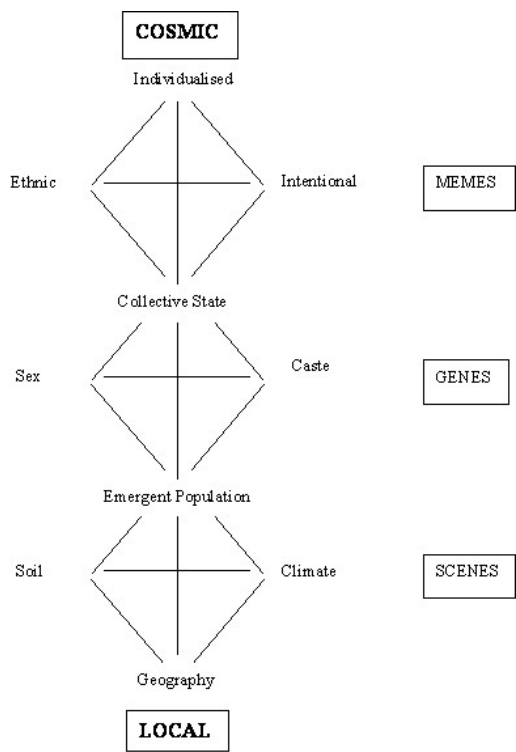 COSMIC
Individualised
Ethnic
Intentional
MEMES
Collective State
Sex
Caste
GENES
Emergent Population
Soil
Climate
SCENES
Geography
LOCAL